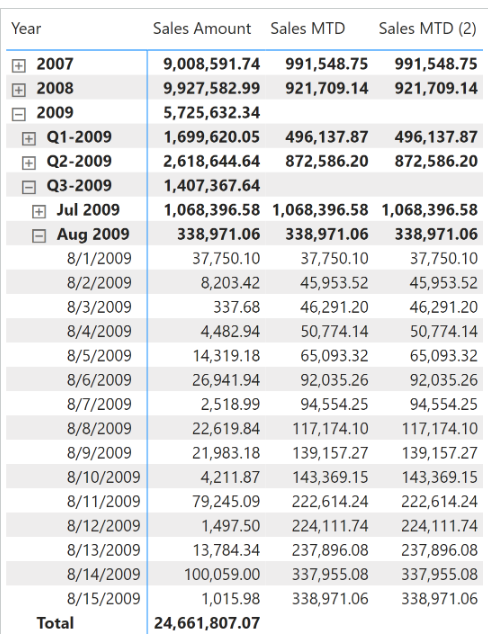 Year Sales Amount Sales MTD Sales MTD (2)
2007 9,008,591.74 991,548.75 991,548.75
2008 9,927,582.99 921,709.14 921,709.14
2009 5,725,632.34
Q1-2009 1,699,620.05 496,137.87 496,137.87
Q2-2009 2,618,644.64 872,586.20 872,586.20
Q3-2009 1,407,367.64
Jul 2009 1,068,396.58 1,068,396.58 1,068,396.58
Aug 2009 338,971.06 338,971.06 338,971.06
8/1/2009 37,750.10 37,750.10 37,750.10
8/2/2009 8,203.42 45,953.52 45,953.52
8/3/2009 337.68 46,291.20 46,291.20
8/4/2009 4,482.94 50,774.14 50,774.14
8/5/2009 14,319.18 65,093.32 65,093.32
8/6/2009 26,941.94 92,035.26 92,035.26
8/7/2009 2,518.99 94,554.25 94,554.25
8/8/2009 22,619.84 117,174.10 117,174.10
8/9/2009 21,983.18 139,157.27 139,157.27
8/10/2009 4,211.87 143,369.15 143,369.15
8/11/2009 79,245.09 222,614.24 222,614.24
8/12/2009 1,497.50 224,111.74 224,111.74
8/13/2009 13,784.34 237,896.08 237,896.08
8/14/2009 100,059.00 337,955.08 337,955.08
8/15/2009 1,015.98 338,971.06 338,971.06
Total 24,661,807.07